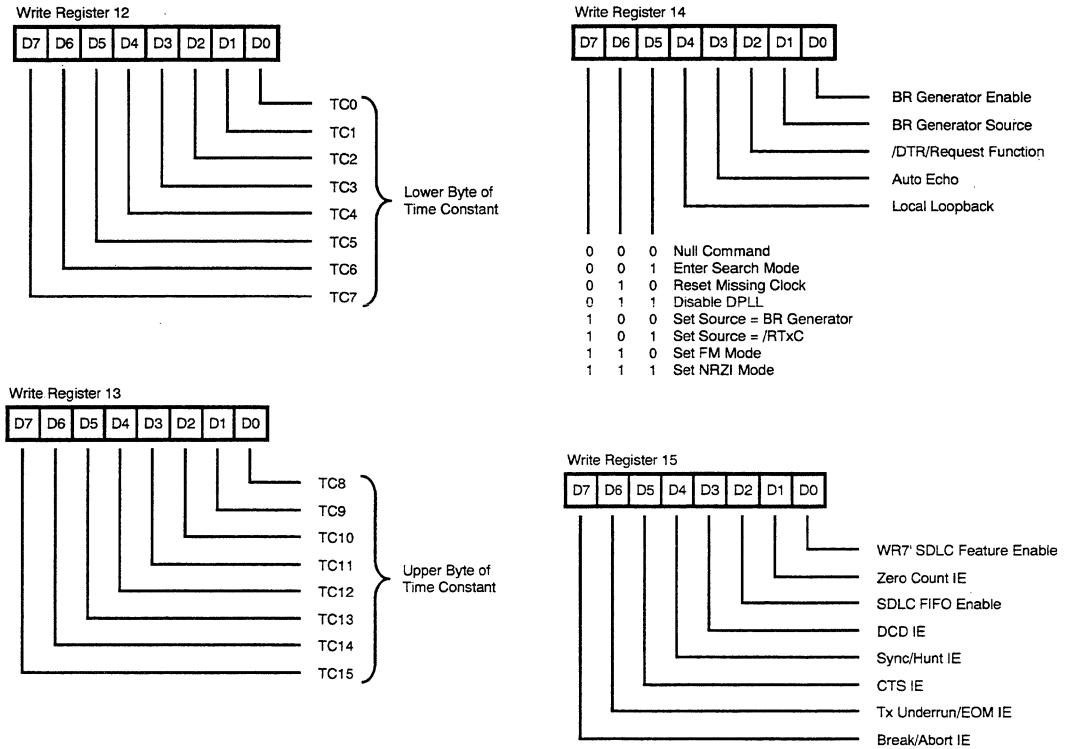 Write Register 12
D7 D6 D5 D4 D3 D2 D1 D0
TC0
TC1
TC2
TC3
TC4
TC5
TC6
TC7
Lower Byte of
Time Constant
Write Register 13
D7 D6 D5 D4 D3 D2 D1 D0
TC8
TC9
TC10
TC11
TC12
TC13
TC14
TC15
Upper Byte of
Time Constant
Write Register 14
D7 D6 D5 D4 D3 D2 D1 D0
BR Generator Enable
BR Generator Source
/DTR/Request Function
Auto Echo
Local Loopback
0 0 0 Null Command
0 0 1 Enter Search Mode
0 1 0 Reset Missing Clock
0 1 1 Disable DPLL
1 0 0 Set Source = BR Generator
1 0 1 Set Source = /RTxC
1 1 0 Set FM Mode
1 1 1 Set NRZI Mode
Write Register 15
D7 D6 D5 D4 D3 D2 D1 D0
WR7' SDLC Feature Enable
Zero Count IE
SDLC FIFO Enable
DCD IE
Sync/Hunt IE
CTS IE
Tx Underrun/EOM IE
Break/Abort IE